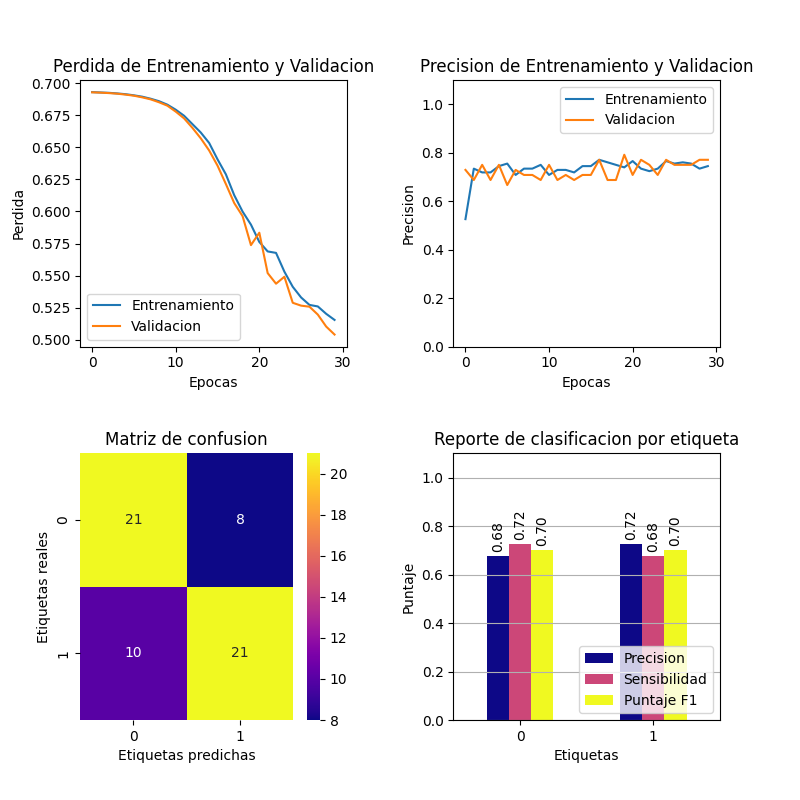 Perdida de Entrenamiento y Validacion
0.700
0.675
0.650
0.625
0.600
0.575
0.550
0.525
0.500
Perdida
Entrenamiento
Validacion
0
10
20
30
Epocas
Precision de Entrenamiento y Validacion
1.0
0.8
0.6
0.4
0.2
0.0
Precision
Entrenamiento
Validacion
0
10
20
30
Epocas
Matriz de confusion
Etiquetas reales
0
1
21
8
10
21
0
1
Etiquetas predichas
20
18
16
14
12
10
8
Reporte de clasificacion por etiqueta
1.0
0.8
0.6
0.4
0.2
0.0
Puntaje
0.68
0.72
0.70
0.72
0.68
0.70
Precision
Sensibilidad
Puntaje F1
0
1
Etiquetas